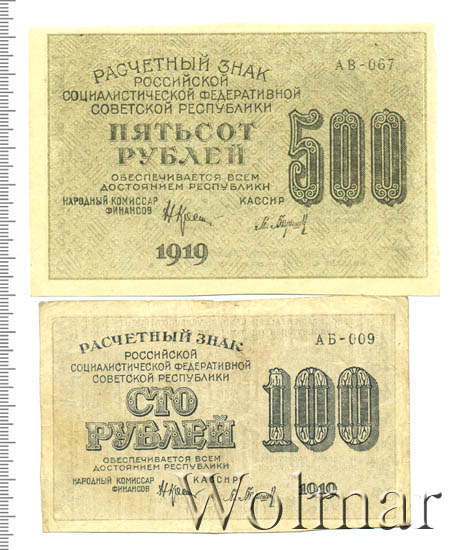 РАСЧЕТНЫЙ ЗНАК
РОССИЙСКОЙ
СОЦИАЛИСТИЧЕСКОЙ ФЕДЕРАТИВНОЙ
СОВЕТСКОЙ РЕСПУБЛИКИ
ПЯТЬСОТ
РУБЛЕЙ
ОБЕСПЕЧИВАЕТСЯ ВСЕМ
ДОСТОЯНИЕМ РЕСПУБЛИКИ
НАРОДНЫЙ КОМИССАР
ФИНАНСОВ
КАССИР
1919
АВ-067
500
РАСЧЕТНЫЙ ЗНАК
РОССИЙСКОЙ
СОЦИАЛИСТИЧЕСКОЙ ФЕДЕРАТИВНОЙ
СОВЕТСКОЙ РЕСПУБЛИКИ
СТО
РУБЛЕЙ
ОБЕСПЕЧИВАЕТСЯ ВСЕМ
ДОСТОЯНИЕМ РЕСПУБЛИКИ
НАРОДНЫЙ КОМИССАР
ФИНАНСОВ
КАССИР
АБ-009
100
1919
Wolmar